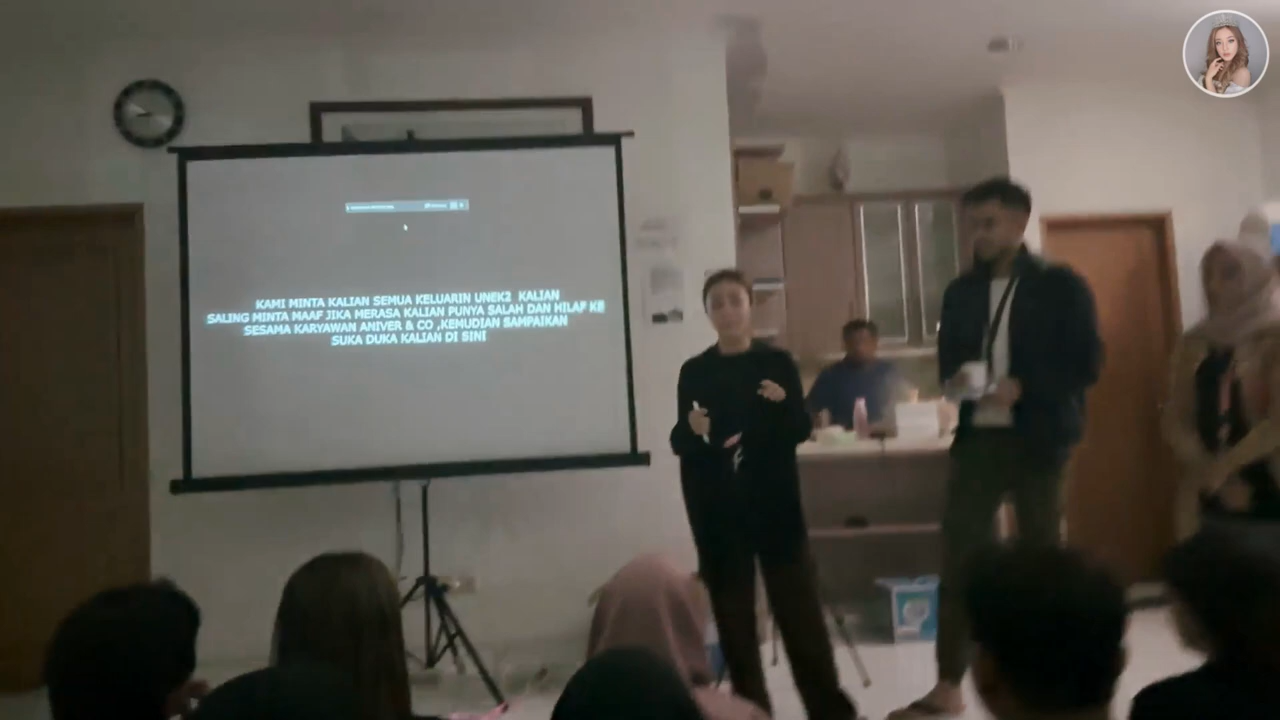 KAMI MINTA KALIAN SEMUA KELUARIN UNEK2 KALIAN
SALING MINTA MAAF JIKA MERASA KALIAN PUNYA SALAH DAN HILAF KE
SESAMA KARYAWAN ANIVER & CO ,KEMUDIAN SAMPAIKAN
SUKA DUKA KALIAN DI SINI